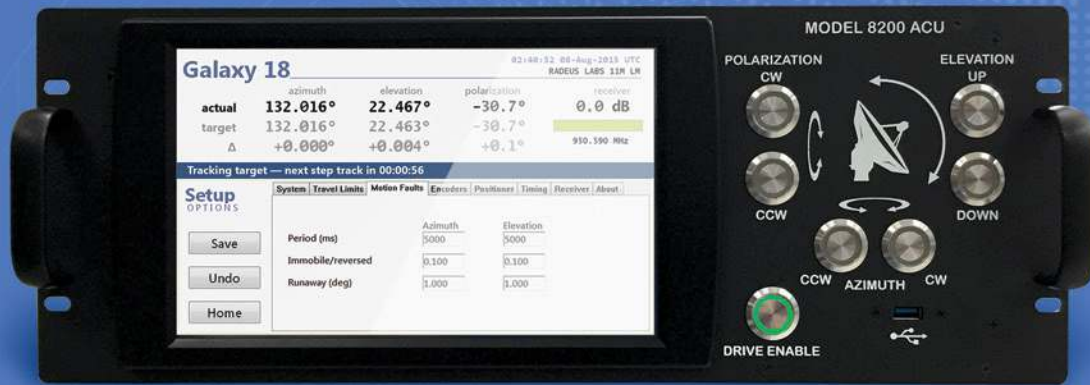 MODEL 8200 ACU
Galaxy 18
02:48:52 08-Aug-2015 UTC
RADEUS LABS 11M LM
azimuth elevation polarization receiver
actual 132.016° 22.467° -30.7° 0.0 dB
target 132.016° 22.463° -30.7°
Δ +0.000° +0.004° +0.1° 950.590 MHz
Tracking target — next step track in 00:00:56
Setup
OPTIONS
System Travel Limits Motion Faults Encoders Positioner Timing Receiver About
Azimuth Elevation
Period (ms) 5000 5000
Immobile/reversed 0.100 0.100
Runaway (deg) 1.000 1.000
Save
Undo
Home
POLARIZATION
CW
CCW
ELEVATION
UP
DOWN
CCW AZIMUTH CW
DRIVE ENABLE